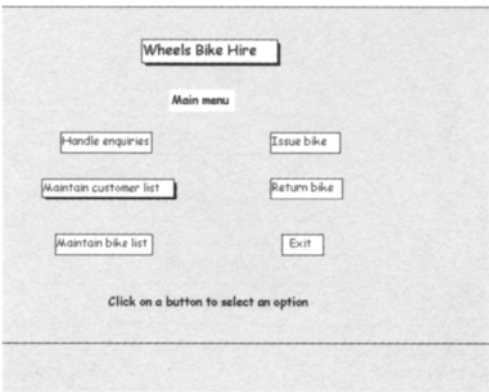 Wheels Bike Hire
Main menu
Handle enquiries
Issue bike
Maintain customer list
Return bike
Maintain bike list
Exit
Click on a button to select an option